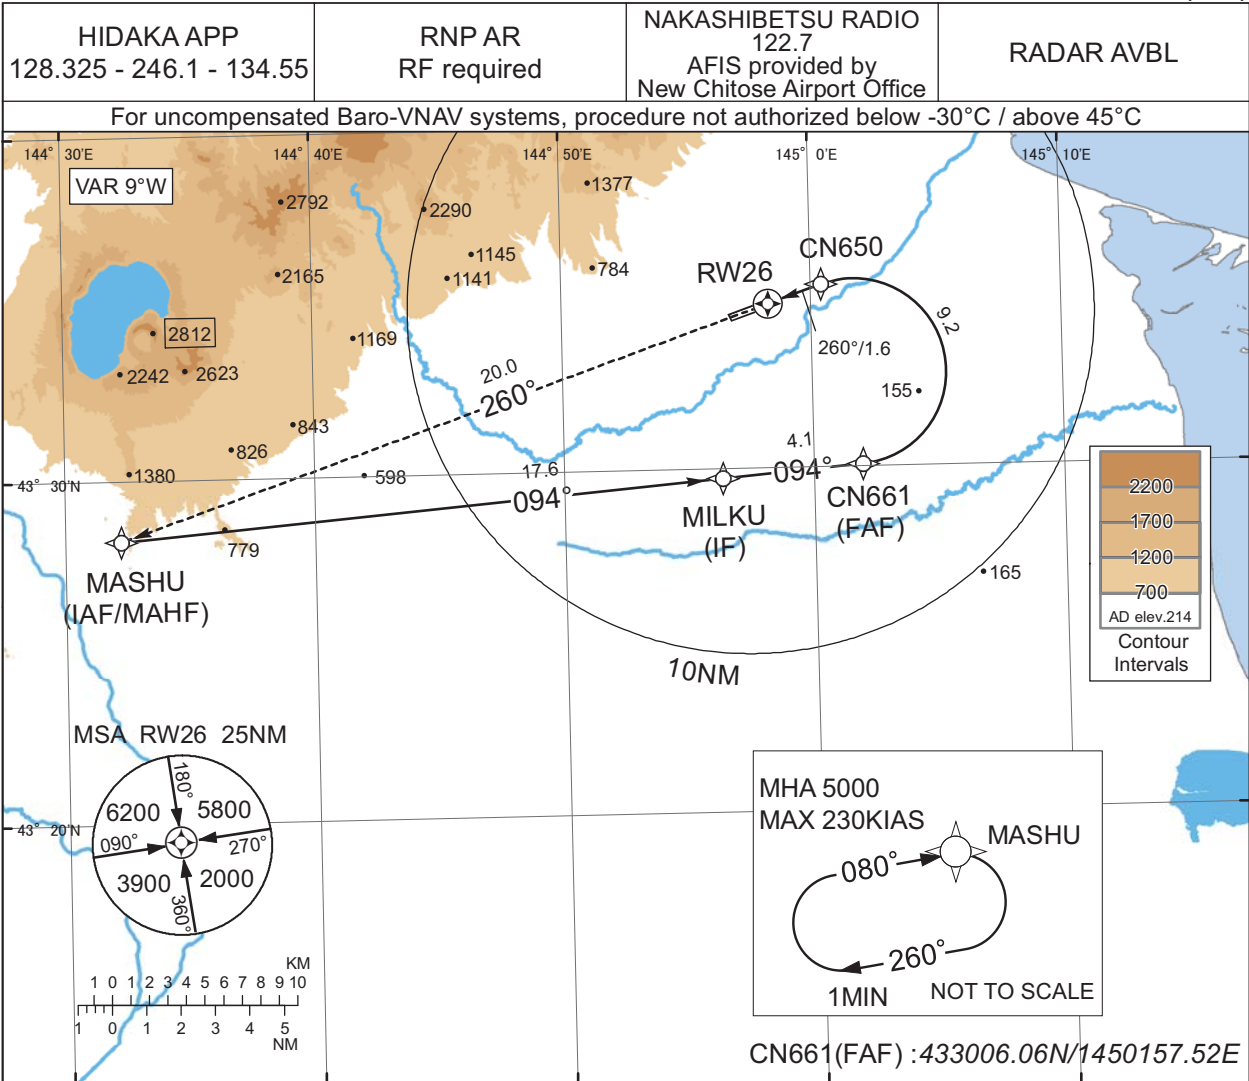 HIDAKA APP
128.325 - 246.1 - 134.55
RNP AR
RF required
NAKASHIBETSU RADIO
122.7
AFIS provided by
New Chitose Airport Office
RADAR AVBL
For uncompensated Baro-VNAV systems, procedure not authorized below -30°C / above 45°C
144° 30'E
144° 40'E
144° 50'E
145° 0'E
145° 10'E
VAR 9°W
2792
2290
1377
1145
1141
784
2165
CN650
RW26
2812
1169
9.2
260°/1.6
2242
2623
20.0
260°
155
843
826
4.1
1380
598
17.6
094°
094°
43° 30'N
CN661
(FAF)
MILKU
(IF)
779
MASHU
(IAF/MAHF)
165
2200
1700
1200
700
AD elev.214
Contour
Intervals
10NM
MSA RW26 25NM
180°
6200
5800
090°
270°
3900
2000
360°
43° 20'N
MHA 5000
MAX 230KIAS
MASHU
080°
260°
1MIN
NOT TO SCALE
KM
1 0 1 2 3 4 5 6 7 8 9 10
1 0 1 2 3 4 5
NM
CN661(FAF) :433006.06N/1450157.52E